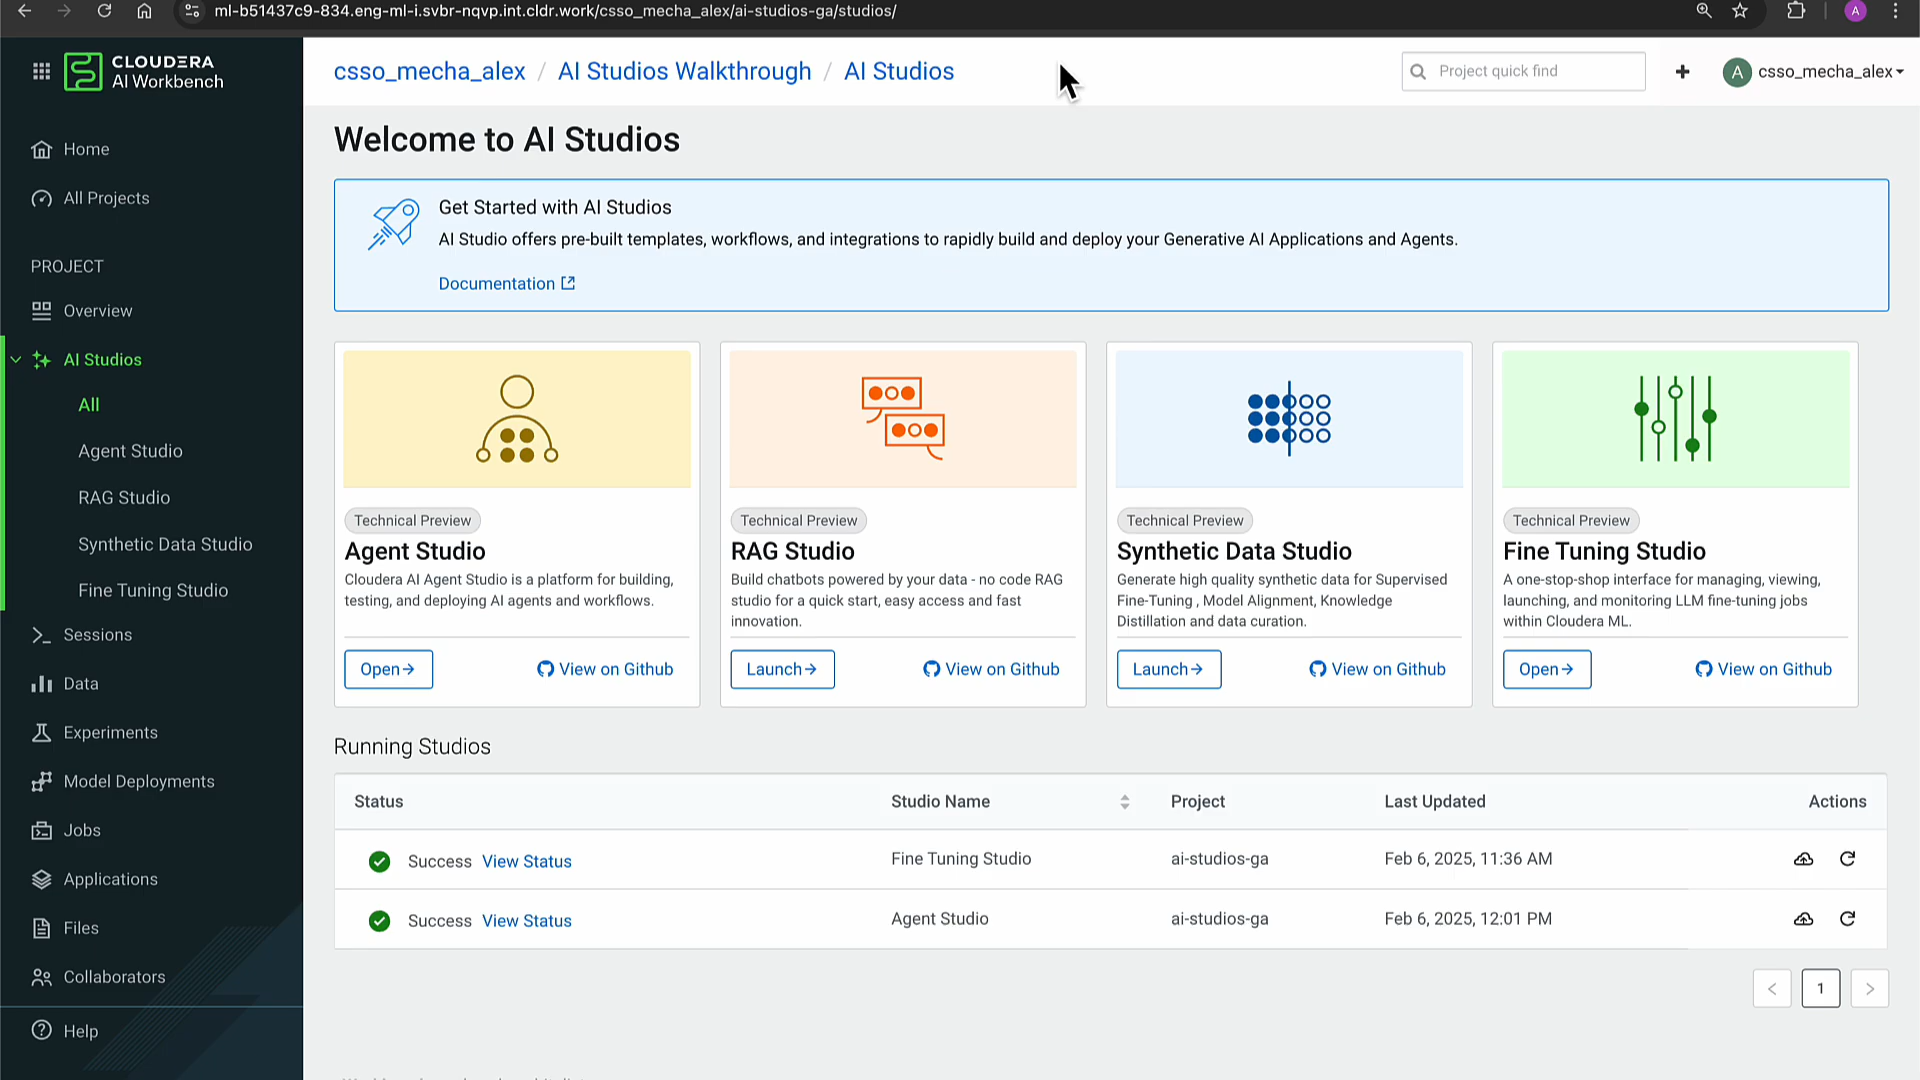 ml-b51437c9-834.eng-ml-i.svbr-nqvp.int.cldr.work/csso_mecha_alex/ai-studios-ga/studios/
A
CLOUDERA
AI Workbench
csso_mecha_alex / AI Studios Walkthrough / AI Studios
Project quick find
A
csso_mecha_alex
Home
All Projects
PROJECT
Overview
AI Studios
All
Agent Studio
RAG Studio
Synthetic Data Studio
Fine Tuning Studio
Sessions
Data
Experiments
Model Deployments
Jobs
Applications
Files
Collaborators
Help
Welcome to AI Studios
Get Started with AI Studios
AI Studio offers pre-built templates, workflows, and integrations to rapidly build and deploy your Generative AI Applications and Agents.
Documentation
Technical Preview
Agent Studio
Cloudera AI Agent Studio is a platform for building,
testing, and deploying AI agents and workflows.
Open→
View on Github
Technical Preview
RAG Studio
Build chatbots powered by your data - no code RAG
studio for a quick start, easy access and fast
innovation.
Launch→
View on Github
Technical Preview
Synthetic Data Studio
Generate high quality synthetic data for Supervised
Fine-Tuning , Model Alignment, Knowledge
Distillation and data curation.
Launch→
View on Github
Technical Preview
Fine Tuning Studio
A one-stop-shop interface for managing, viewing,
launching, and monitoring LLM fine-tuning jobs
within Cloudera ML.
Open→
View on Github
Running Studios
Status Studio Name Project Last Updated Actions
Success View Status Fine Tuning Studio ai-studios-ga Feb 6, 2025, 11:36 AM
Success View Status Agent Studio ai-studios-ga Feb 6, 2025, 12:01 PM
< 1 >